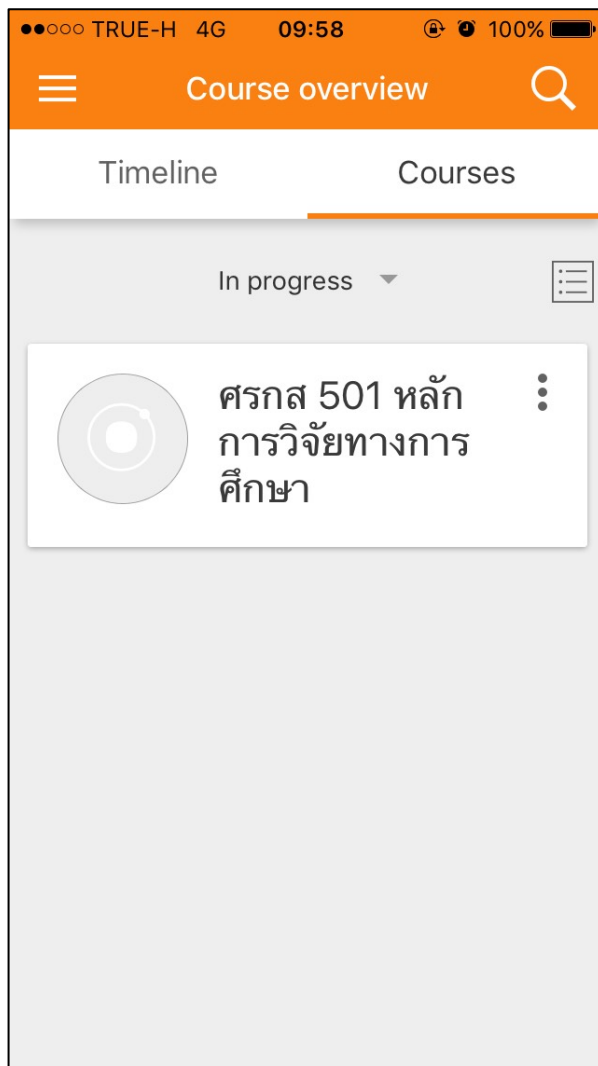 TRUE-H 4G 09:58 100%
Course overview
Timeline Courses
In progress
ศรกส 501 หลัก
การวิจัยทางการ
ศึกษา